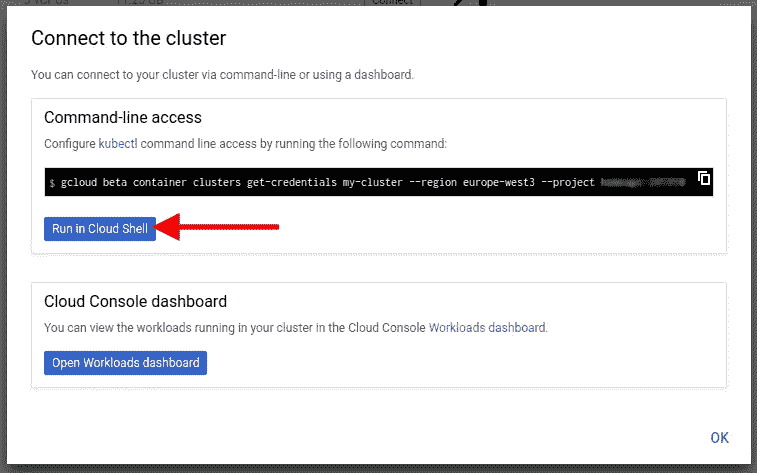 Connect
Connect to the cluster
You can connect to your cluster via command-line or using a dashboard.
Command-line access
Configure kubectl command line access by running the following command:
$ gcloud beta container clusters get-credentials my-cluster --region europe-west3 --project
Run in Cloud Shell
Cloud Console dashboard
You can view the workloads running in your cluster in the Cloud Console Workloads dashboard.
Open Workloads dashboard
OK